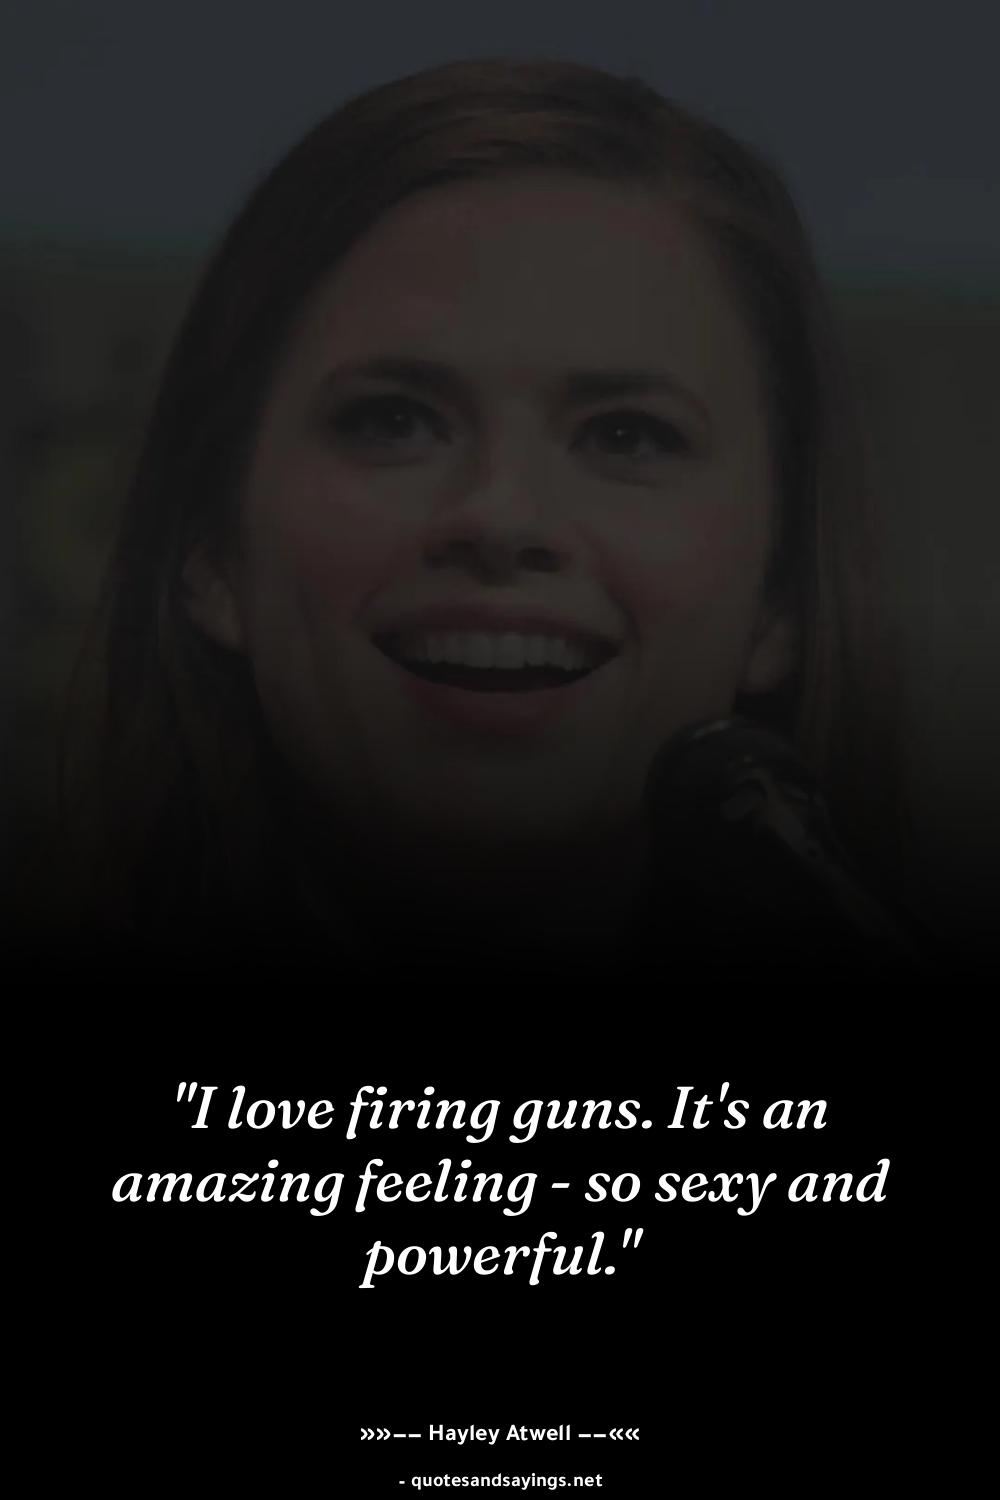 "I love firing guns. It's an
amazing feeling - so sexy and
powerful."
»»–– Hayley Atwell ––««
- quotesandsayings.net